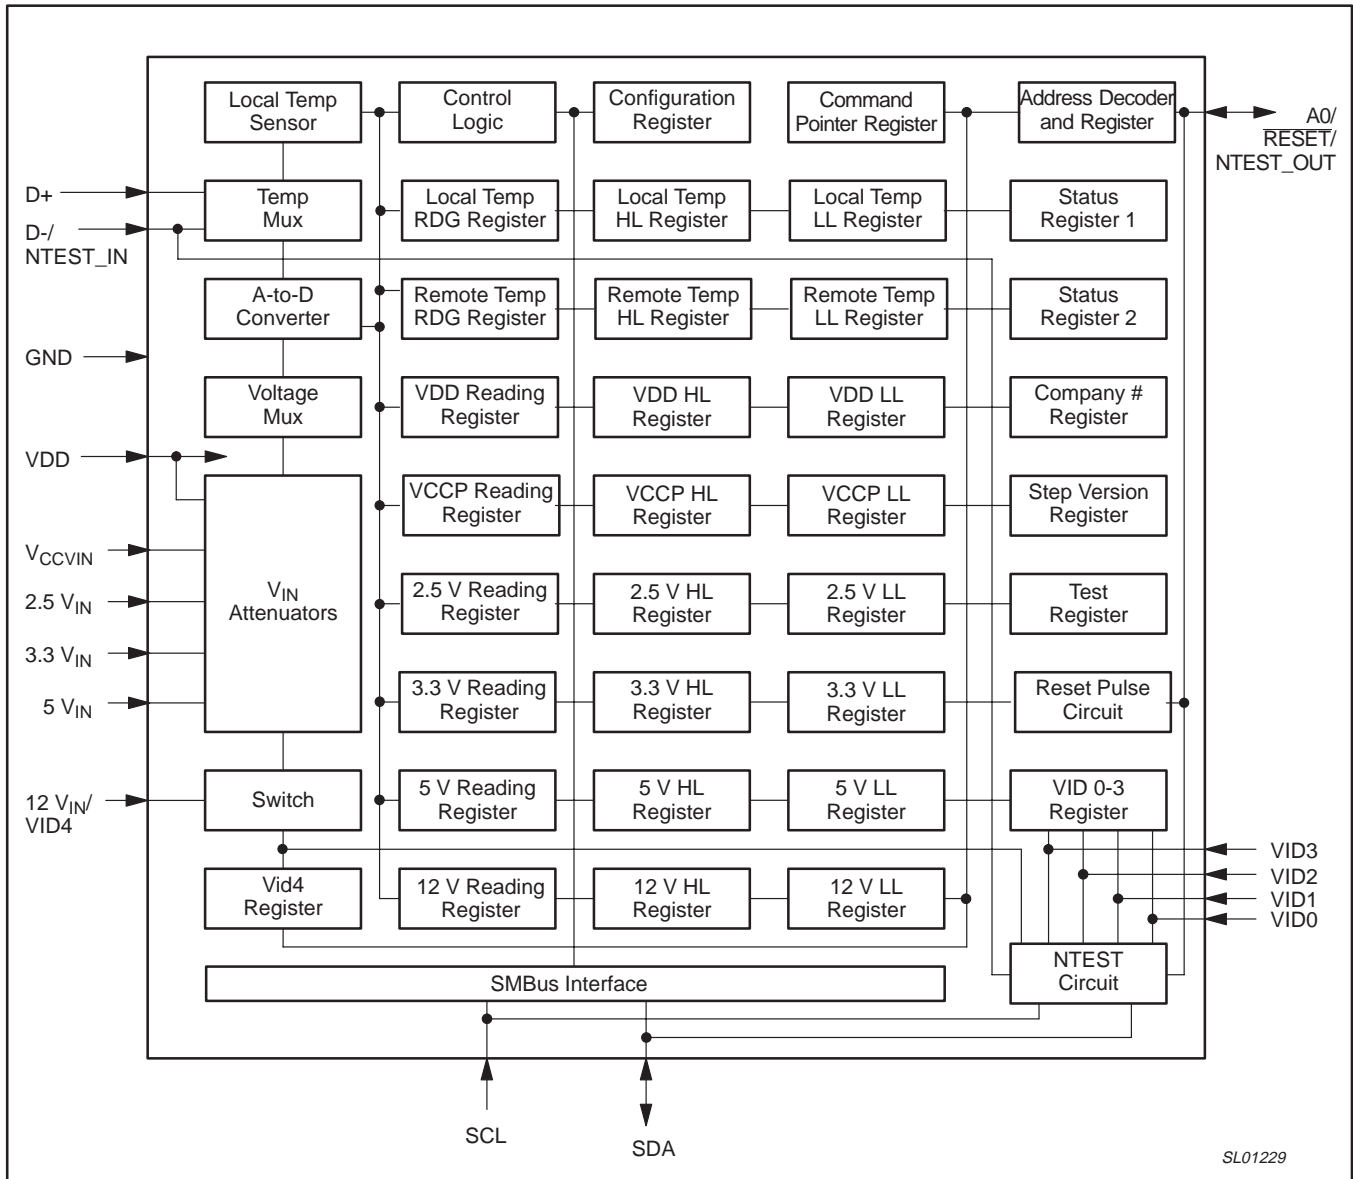 Local Temp
Sensor
Control
Logic
Configuration
Register
Command
Pointer Register
Address Decoder
and Register
A0/
RESET/
NTEST_OUT
D+
D-/
NTEST_IN
Temp
Mux
Local Temp
RDG Register
Local Temp
HL Register
Local Temp
LL Register
Status
Register 1
A-to-D
Converter
Remote Temp
RDG Register
Remote Temp
HL Register
Remote Temp
LL Register
Status
Register 2
GND
Voltage
Mux
VDD Reading
Register
VDD HL
Register
VDD LL
Register
Company #
Register
VDD
VCCP Reading
Register
VCCP HL
Register
VCCP LL
Register
Step Version
Register
VCCVIN
2.5 VIN
3.3 VIN
5 VIN
VIN
Attenuators
2.5 V Reading
Register
2.5 V HL
Register
2.5 V LL
Register
Test
Register
3.3 V Reading
Register
3.3 V HL
Register
3.3 V LL
Register
Reset Pulse
Circuit
12 VIN/
VID4
Switch
5 V Reading
Register
5 V HL
Register
5 V LL
Register
VID 0-3
Register
VID3
VID2
VID1
VID0
Vid4
Register
12 V Reading
Register
12 V HL
Register
12 V LL
Register
NTEST
Circuit
SMBus Interface
SCL
SDA
SL01229